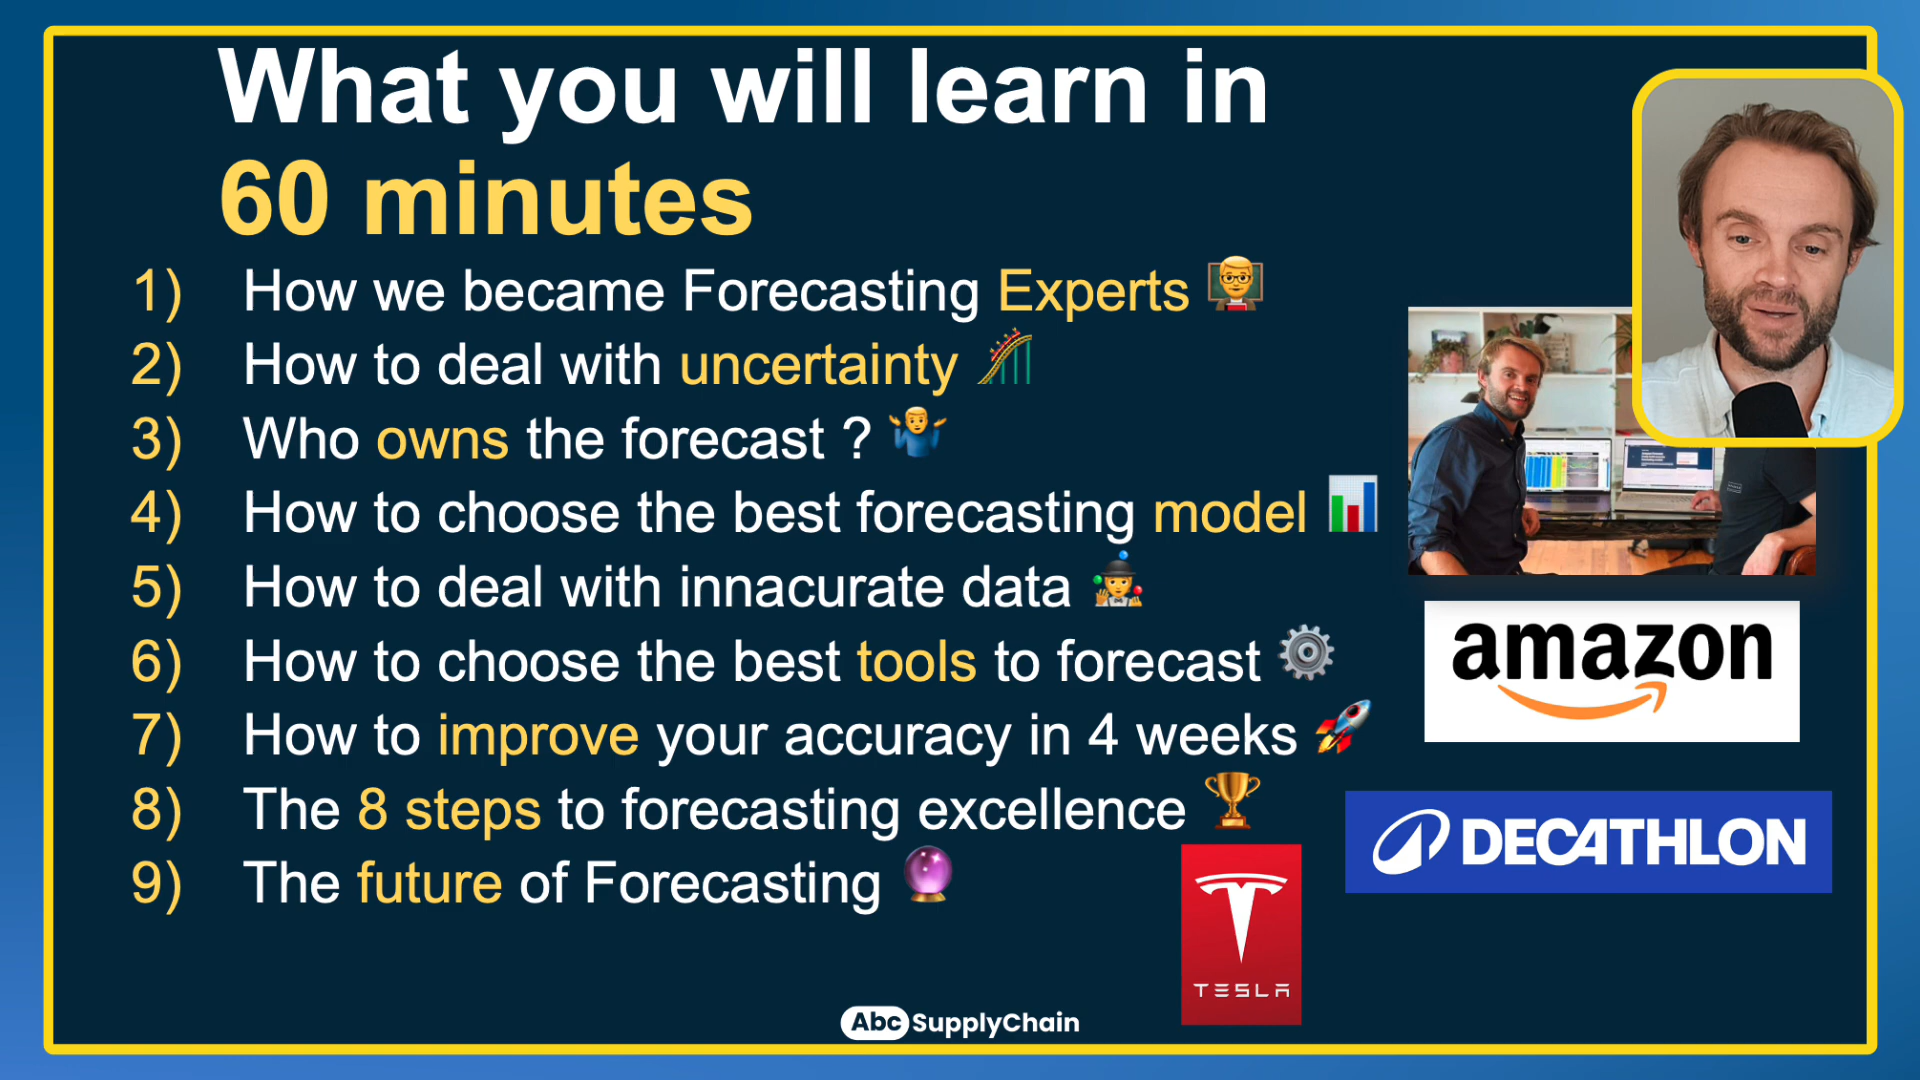 What you will learn in
60 minutes
1) How we became Forecasting Experts
2) How to deal with uncertainty
3) Who owns the forecast ?
4) How to choose the best forecasting model
5) How to deal with innacurate data
6) How to choose the best tools to forecast
7) How to improve your accuracy in 4 weeks
8) The 8 steps to forecasting excellence
9) The future of Forecasting
amazon
DECATHLON
TESLA
Abc SupplyChain